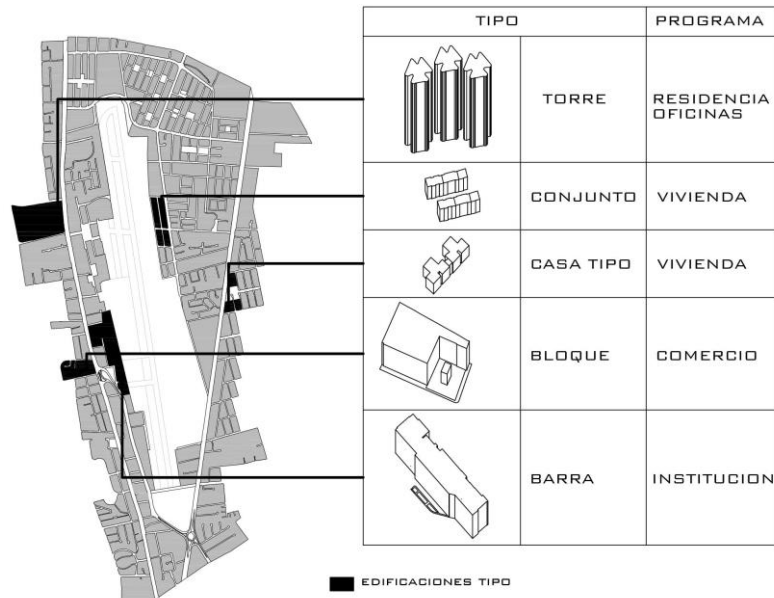 TIPO PROGRAMA
TORRE RESIDENCIA
OFICINAS
CONJUNTO VIVIENDA
CASA TIPO VIVIENDA
BLOQUE COMERCIO
BARRA INSTITUCION
EDIFICACIONES TIPO